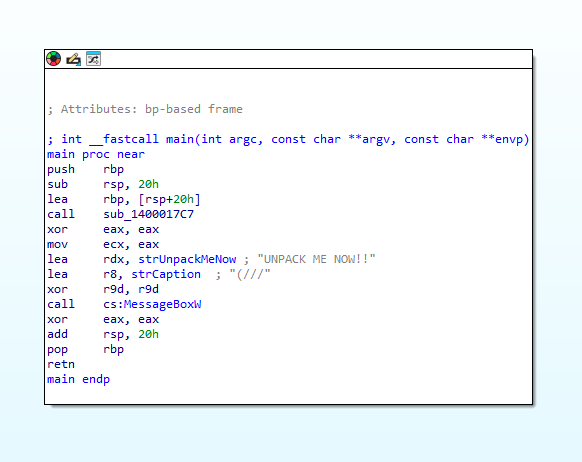 ; Attributes: bp-based frame
; int __fastcall main(int argc, const char **argv, const char **envp)
main proc near
push    rbp
sub     rsp, 20h
lea     rbp, [rsp+20h]
call    sub_1400017C7
xor     eax, eax
mov     ecx, eax
lea     rdx, strUnpackMeNow ; "UNPACK ME NOW!!"
lea     r8, strCaption  ; "(///"
xor     r9d, r9d
call    cs:MessageBoxW
xor     eax, eax
add     rsp, 20h
pop     rbp
retn
main endp